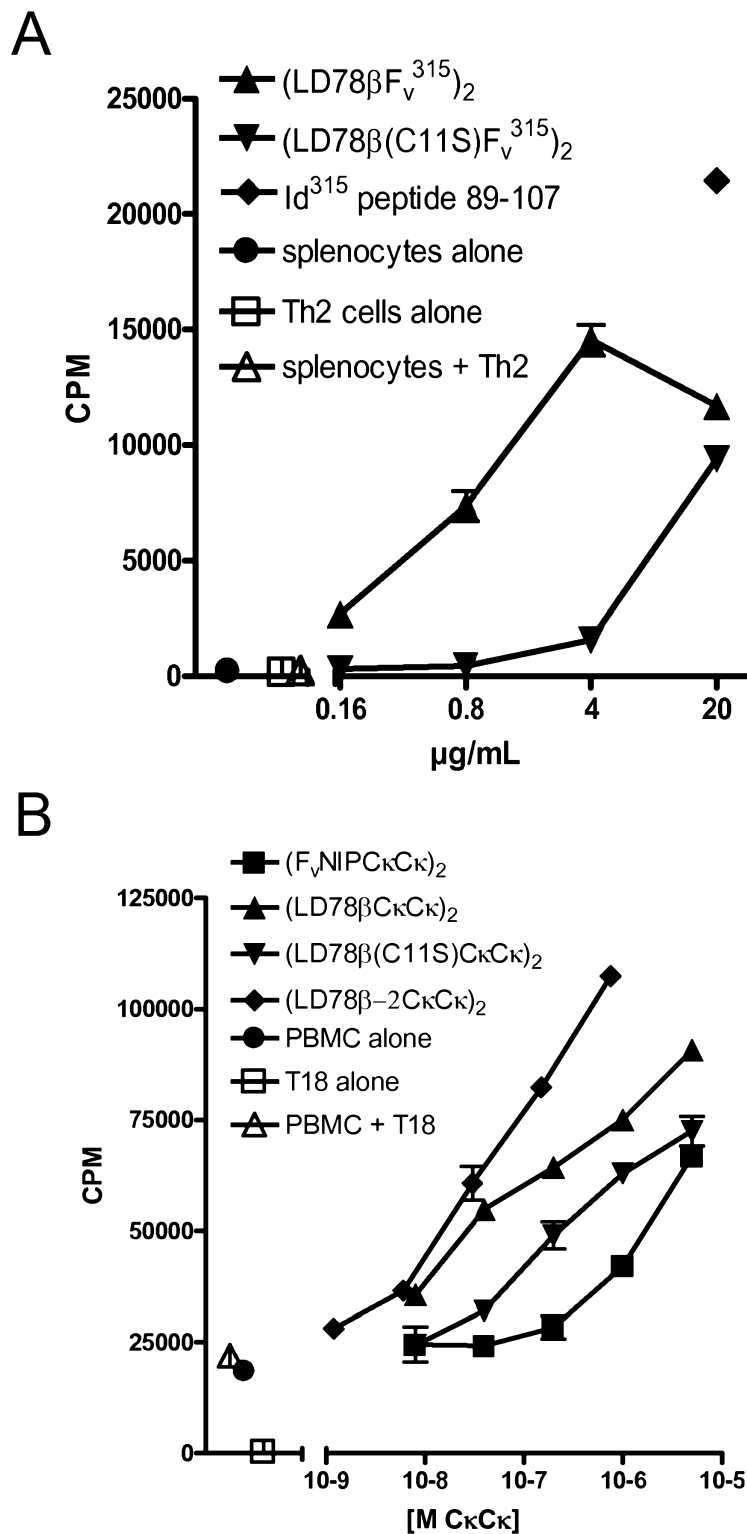 A
(LD78βFv315)2
(LD78β(C11S)Fv315)2
Id315 peptide 89-107
splenocytes alone
Th2 cells alone
splenocytes + Th2
25000
20000
15000
10000
5000
0
CPM
0.16 0.8 4 20
µg/mL
B
(FvNIPCκCκ)2
(LD78βCκCκ)2
(LD78β(C11S)CκCκ)2
(LD78β–2CκCκ)2
PBMC alone
T18 alone
PBMC + T18
125000
100000
75000
50000
25000
0
CPM
10-9 10-8 10-7 10-6 10-5
[M CκCκ]